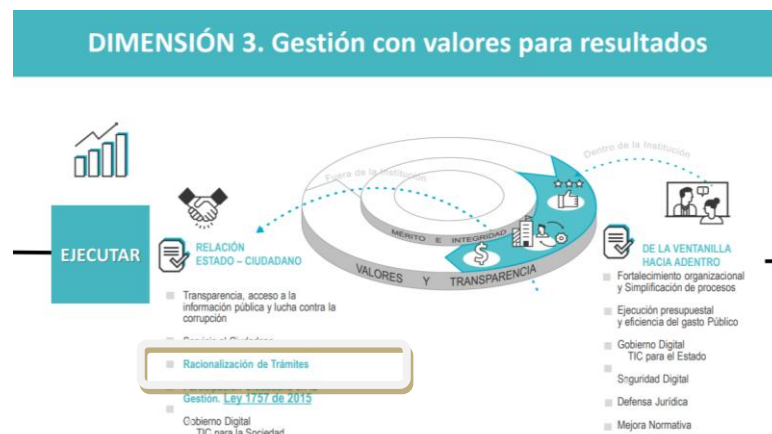 DIMENSIÓN 3. Gestión con valores para resultados
EJECUTAR
RELACIÓN
ESTADO – CIUDADANO
Transparencia, acceso a la
información pública y lucha contra la
corrupción
Racionalización de Trámites
Gestión. Ley 1757 de 2015
Gobierno Digital
TIC para la Sociedad
Fuera de la Institución
Dentro de la Institución
MÉRITO E INTEGRIDAD
VALORES Y TRANSPARENCIA
$
DE LA VENTANILLA
HACIA ADENTRO
Fortalecimiento organizacional
y Simplificación de procesos
Ejecución presupuestal
y eficiencia del gasto Público
Gobierno Digital
TIC para el Estado
Seguridad Digital
Defensa Jurídica
Mejora Normativa